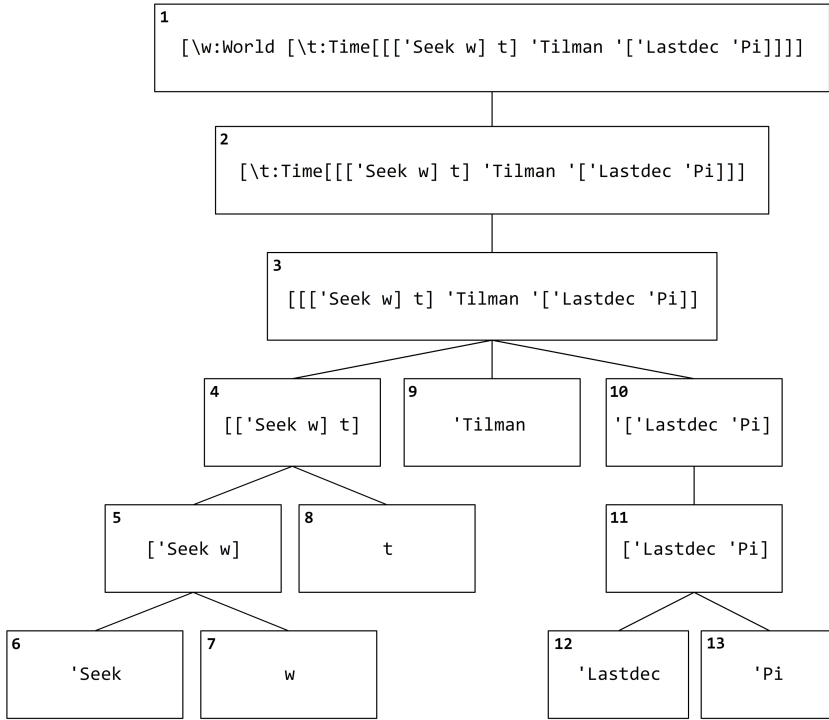 1
[\w:World [\t:Time[[['Seek w] t] 'Tilman '['Lastdec 'Pi]]]]
2
[\t:Time[[['Seek w] t] 'Tilman '['Lastdec 'Pi]]]
3
[[['Seek w] t] 'Tilman '['Lastdec 'Pi]]
4
[['Seek w] t]
9
'Tilman
10
'['Lastdec 'Pi]
5
['Seek w]
8
t
11
['Lastdec 'Pi]
6
'Seek
7
w
12
'Lastdec
13
'Pi